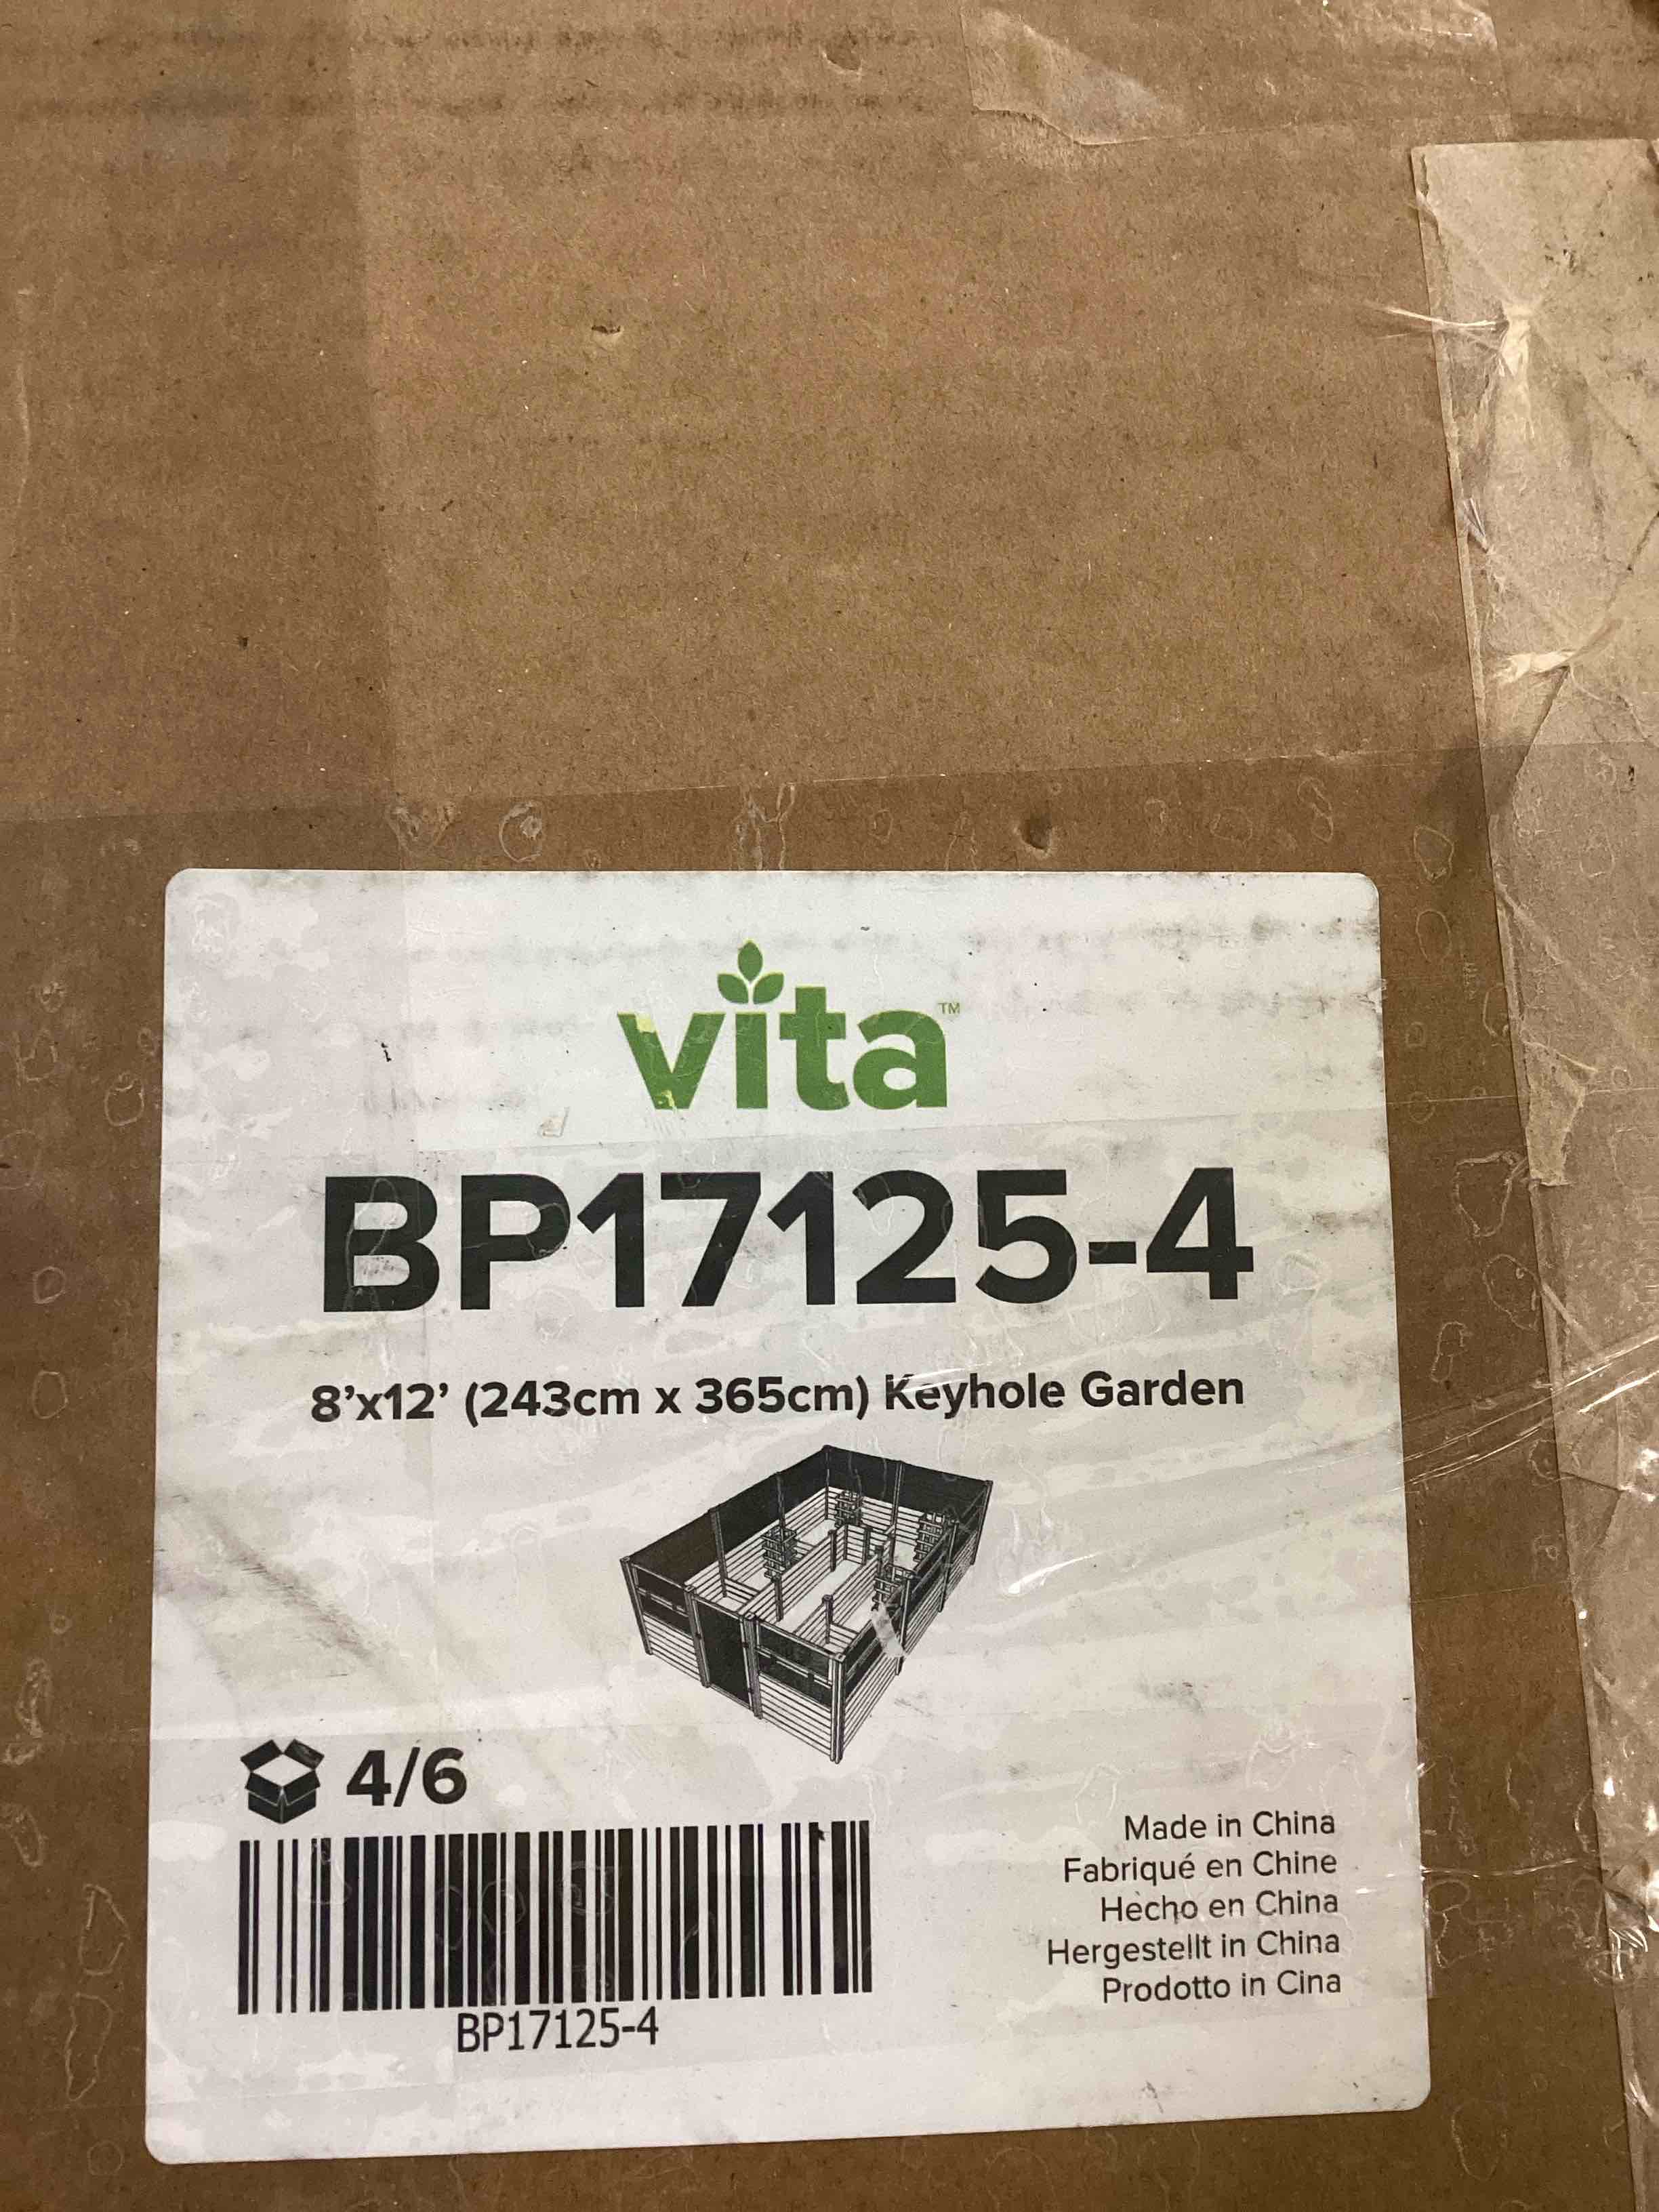 vita™
BP17125-4
8’x12’ (243cm x 365cm) Keyhole Garden
4/6
BP17125-4
Made in China
Fabriqué en Chine
Hecho en China
Hergestellt in China
Prodotto in Cina